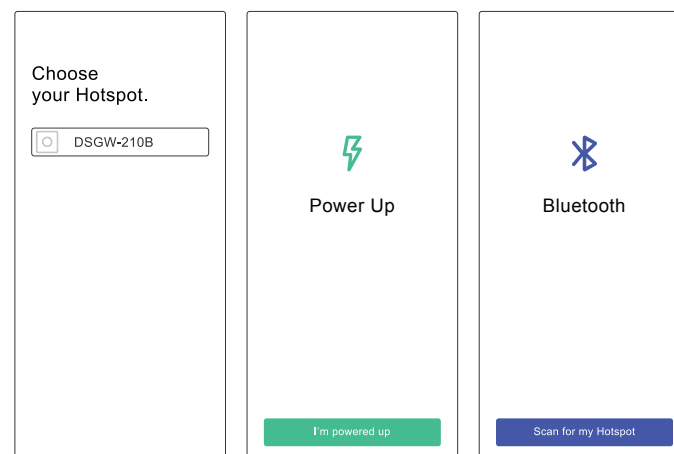 Choose
your Hotspot.
DSGW-210B
Power Up
I'm powered up
Bluetooth
Scan for my Hotspot